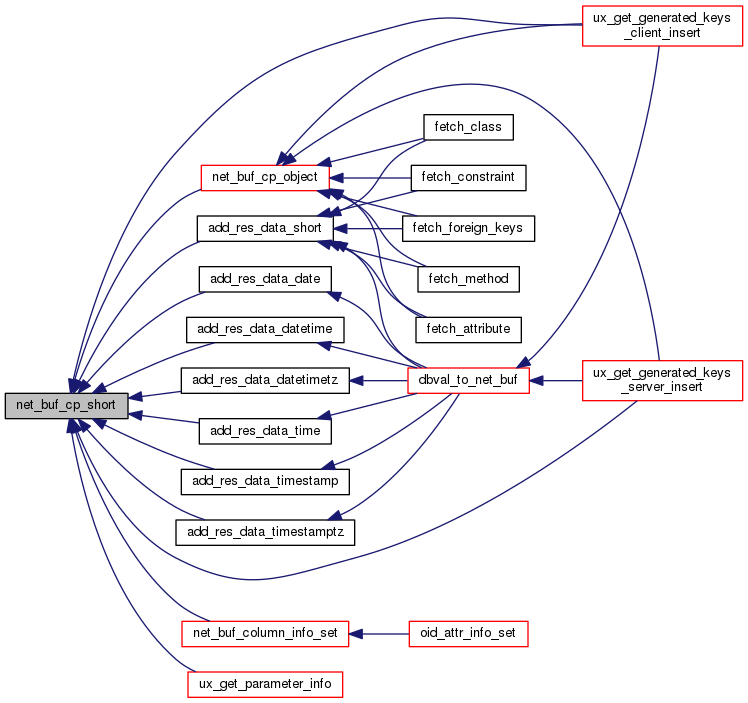 ux_get_generated_keys
_client_insert
fetch_class
net_buf_cp_object
fetch_constraint
add_res_data_short
fetch_foreign_keys
add_res_data_date
fetch_method
add_res_data_datetime
fetch_attribute
net_buf_cp_short
add_res_data_datetimetz
dbval_to_net_buf
ux_get_generated_keys
_server_insert
add_res_data_time
add_res_data_timestamp
add_res_data_timestamptz
net_buf_column_info_set
oid_attr_info_set
ux_get_parameter_info